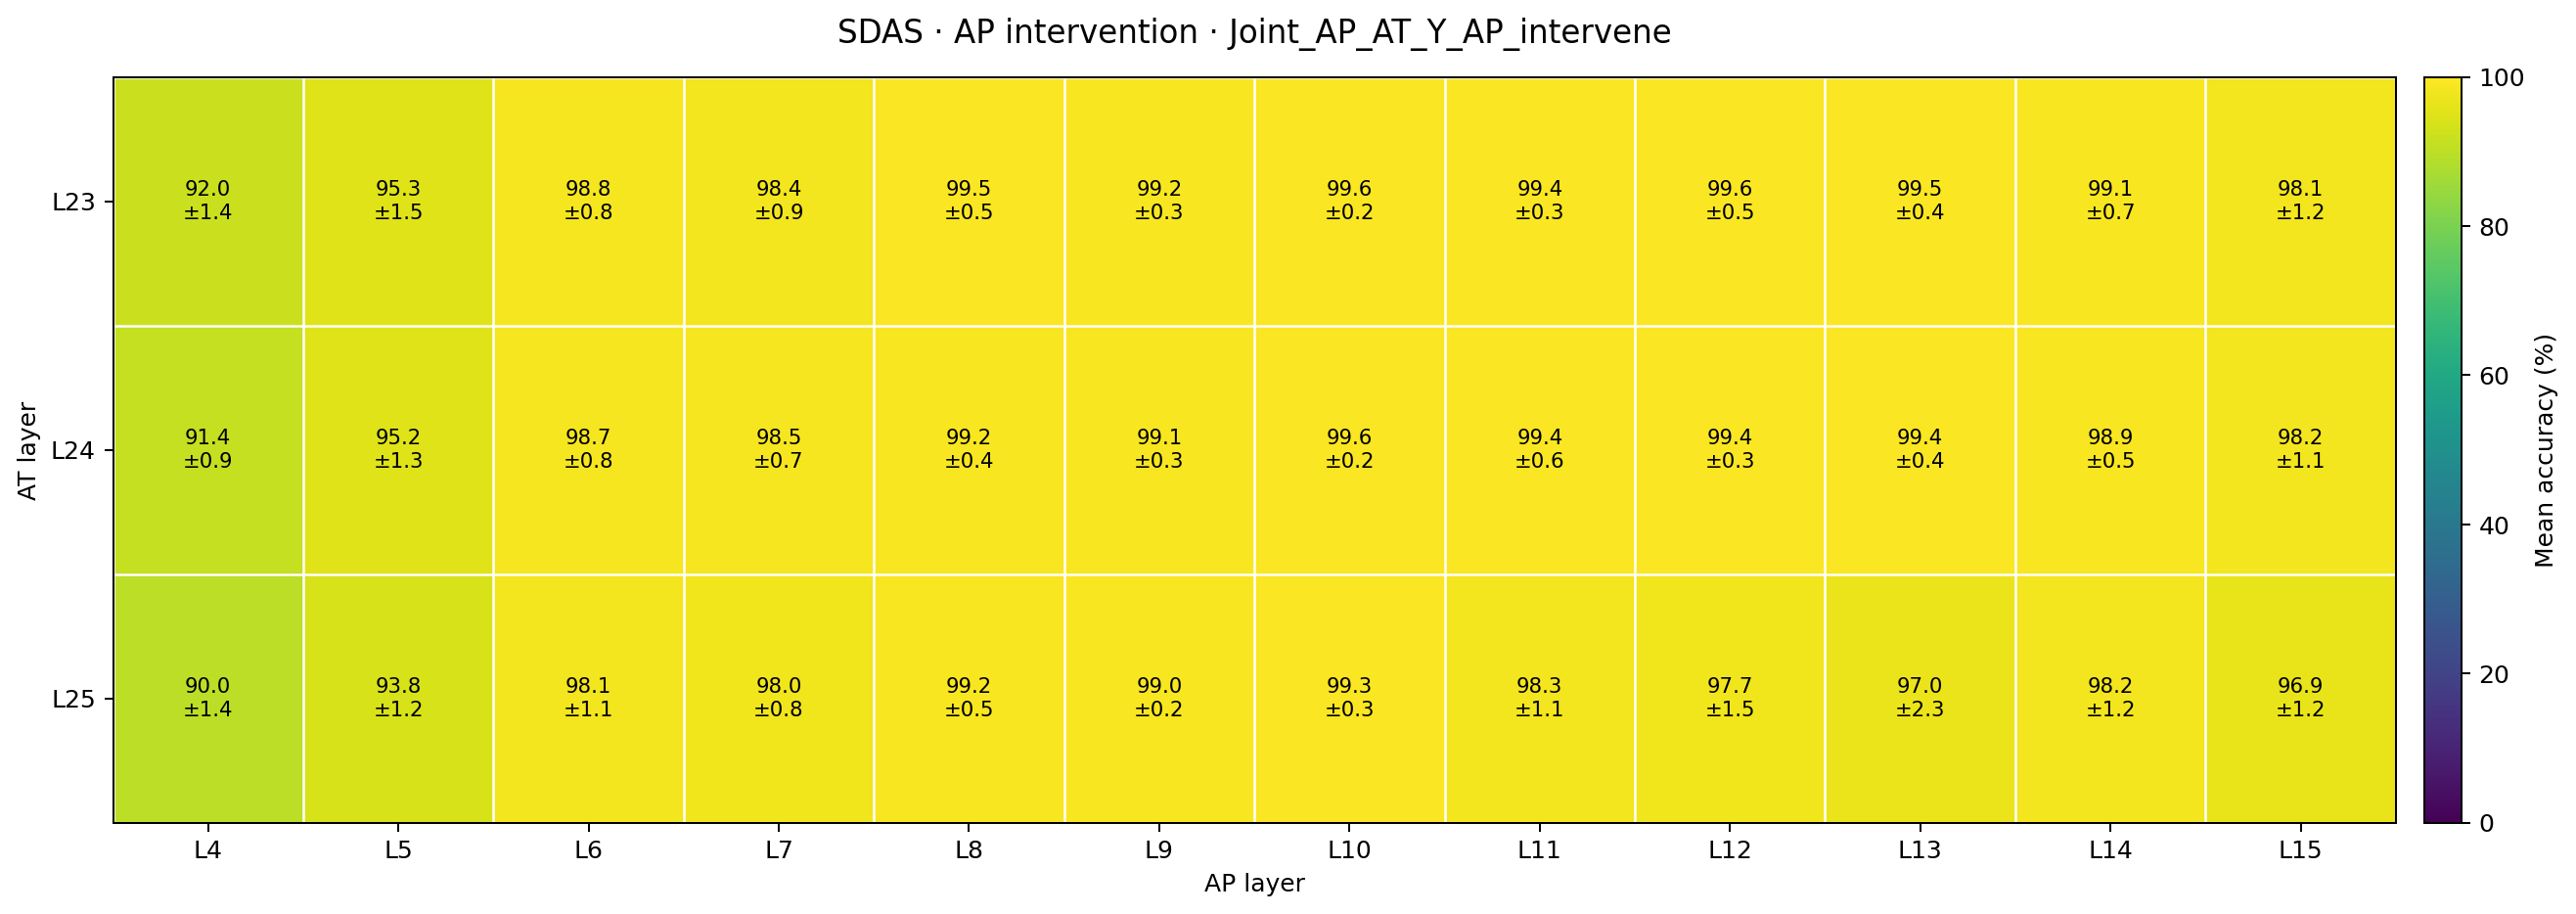 SDAS · AP intervention · Joint_AP_AT_Y_AP_intervene
AT layer
L23
92.0 95.3 98.8 98.4 99.5 99.2 99.6 99.4 99.6 99.5 99.1 98.1
±1.4 ±1.5 ±0.8 ±0.9 ±0.5 ±0.3 ±0.2 ±0.3 ±0.5 ±0.4 ±0.7 ±1.2
L24
91.4 95.2 98.7 98.5 99.2 99.1 99.6 99.4 99.4 99.4 98.9 98.2
±0.9 ±1.3 ±0.8 ±0.7 ±0.4 ±0.3 ±0.2 ±0.6 ±0.3 ±0.4 ±0.5 ±1.1
L25
90.0 93.8 98.1 98.0 99.2 99.0 99.3 98.3 97.7 97.0 98.2 96.9
±1.4 ±1.2 ±1.1 ±0.8 ±0.5 ±0.2 ±0.3 ±1.1 ±1.5 ±2.3 ±1.2 ±1.2
L4 L5 L6 L7 L8 L9 L10 L11 L12 L13 L14 L15
AP layer
100
80
60
40
20
0
Mean accuracy (%)